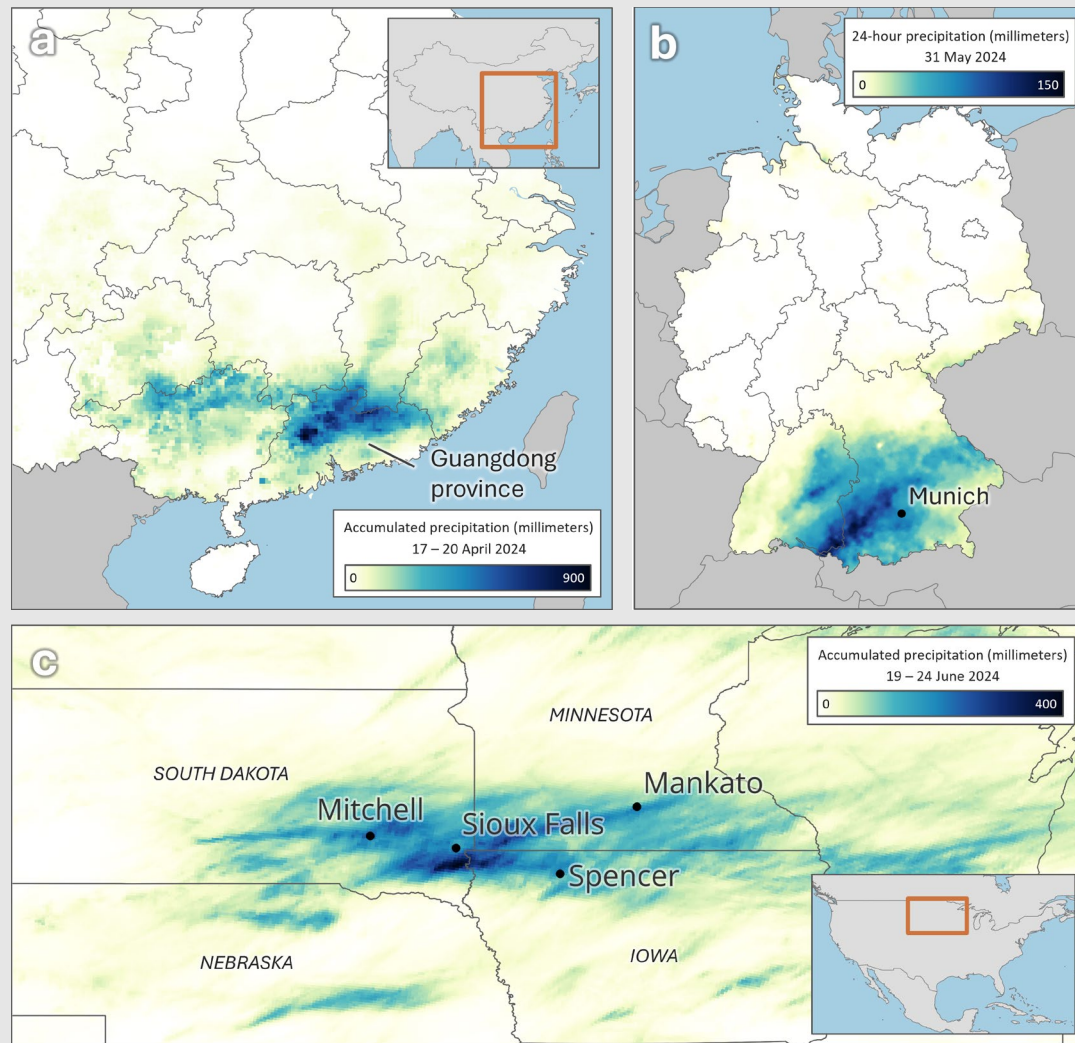 a
Guangdong
province
Accumulated precipitation (millimeters)
17 – 20 April 2024
0 900
b
24-hour precipitation (millimeters)
31 May 2024
0 150
Munich
c
Accumulated precipitation (millimeters)
19 – 24 June 2024
0 400
MINNESOTA
SOUTH DAKOTA
Mankato
Mitchell
Sioux Falls
Spencer
NEBRASKA
IOWA